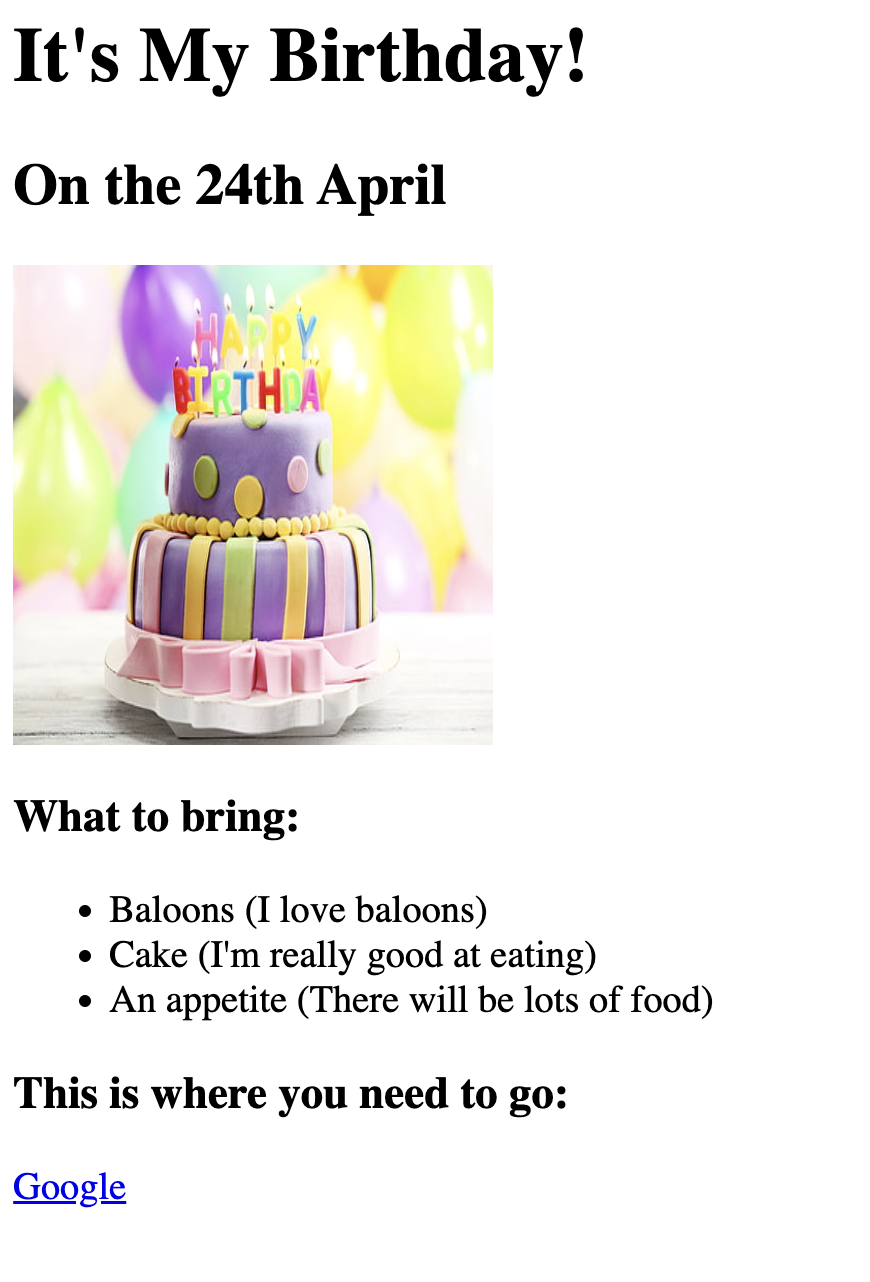 It's My Birthday!
On the 24th April
HAPPY
BIRTHDAY
What to bring:
• Baloons (I love baloons)
• Cake (I'm really good at eating)
• An appetite (There will be lots of food)
This is where you need to go:
Google